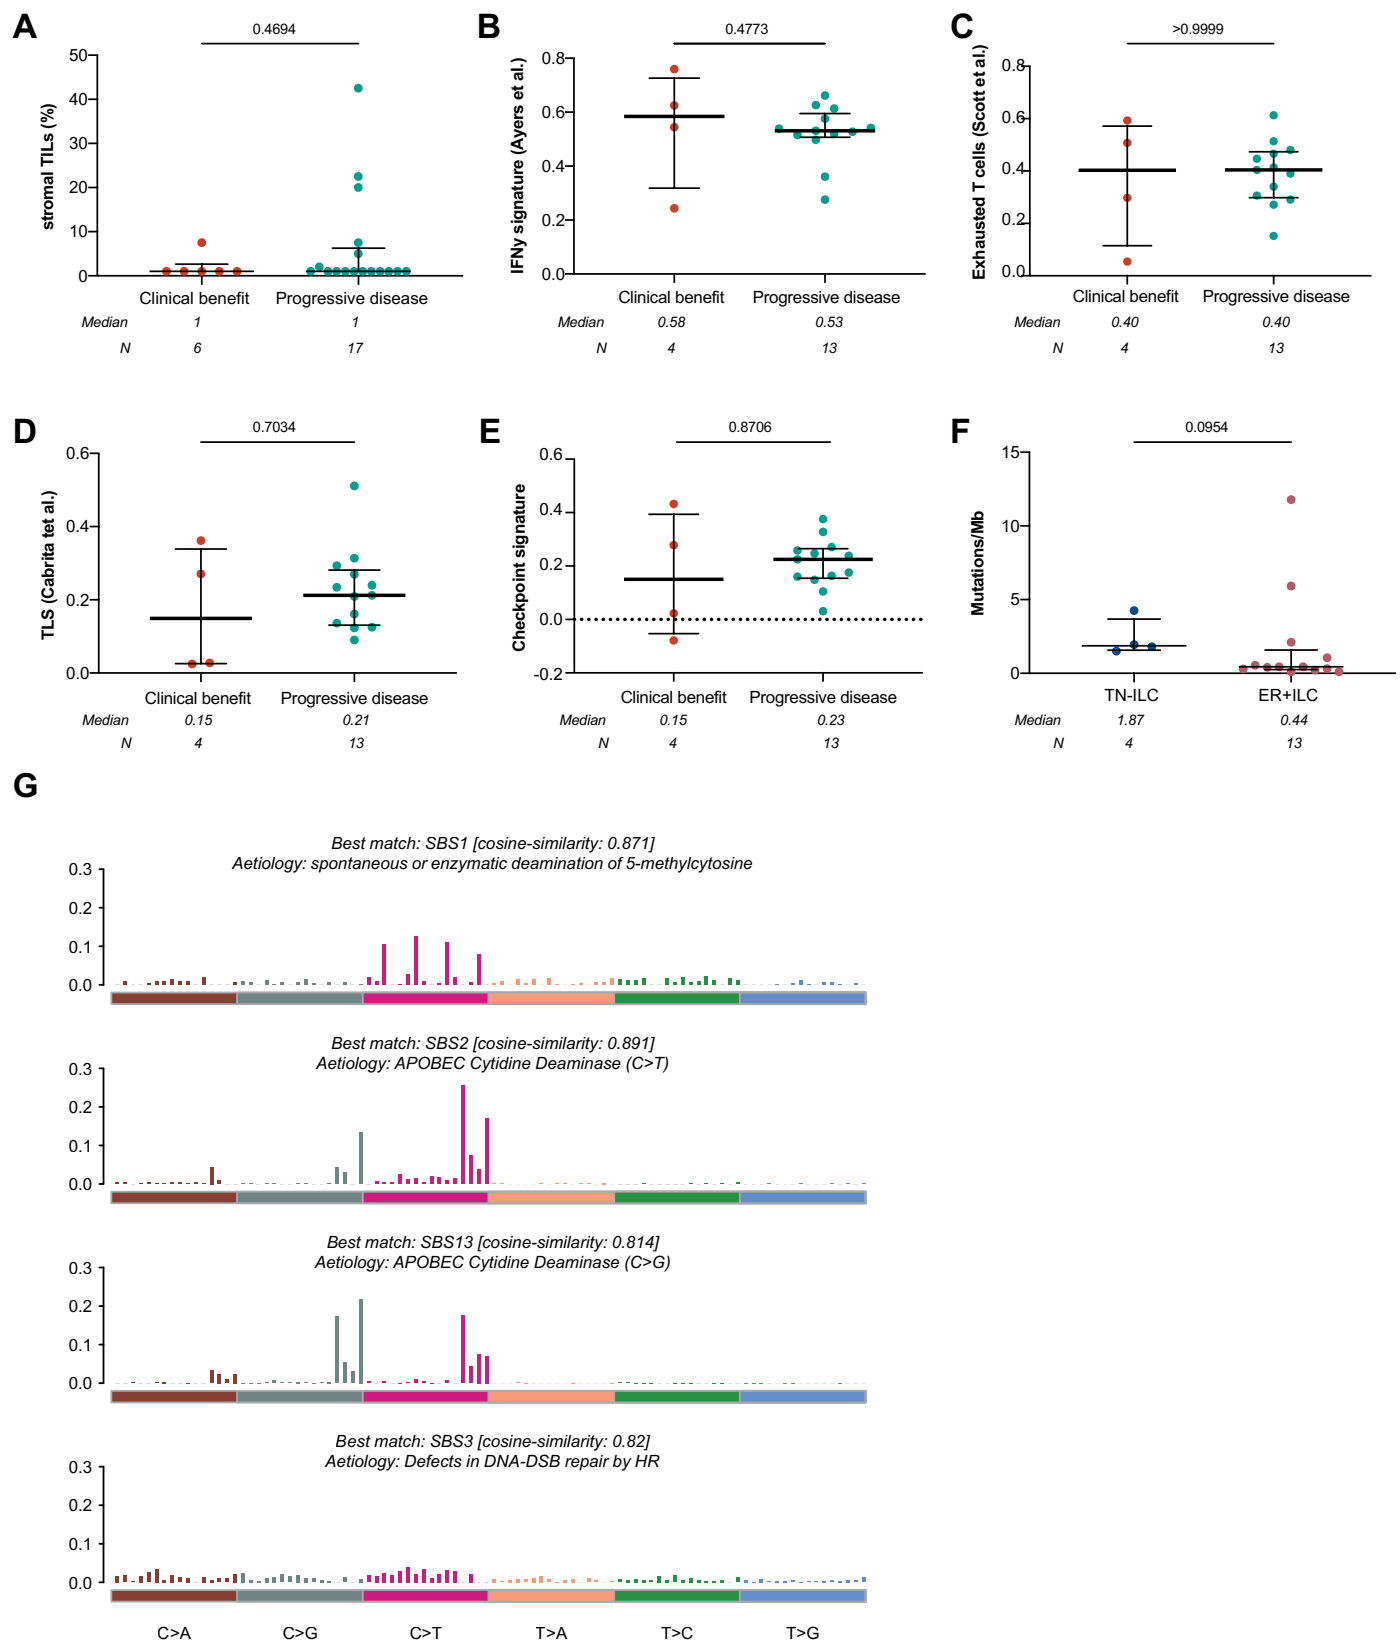 A
0.4694
stromal TILs (%)
50
40
30
20
10
0
Clinical benefit Progressive disease
Median 1 1
N 6 17
B
0.4773
IFNy signature (Ayers et al.)
0.8
0.6
0.4
0.2
0.0
Clinical benefit Progressive disease
Median 0.58 0.53
N 4 13
C
>0.9999
Exhausted T cells (Scott et al.)
0.8
0.6
0.4
0.2
0.0
Clinical benefit Progressive disease
Median 0.40 0.40
N 4 13
D
0.7034
TLS (Cabrita tet al.)
0.6
0.4
0.2
0.0
Clinical benefit Progressive disease
Median 0.15 0.21
N 4 13
E
0.8706
Checkpoint signature
0.6
0.4
0.2
0.0
-0.2
Clinical benefit Progressive disease
Median 0.15 0.23
N 4 13
F
0.0954
Mutations/Mb
15
10
5
0
TN-ILC ER+ILC
Median 1.87 0.44
N 4 13
G
Best match: SBS1 [cosine-similarity: 0.871]
Aetiology: spontaneous or enzymatic deamination of 5-methylcytosine
0.3
0.2
0.1
0.0
Best match: SBS2 [cosine-similarity: 0.891]
Aetiology: APOBEC Cytidine Deaminase (C>T)
0.3
0.2
0.1
0.0
Best match: SBS13 [cosine-similarity: 0.814]
Aetiology: APOBEC Cytidine Deaminase (C>G)
0.3
0.2
0.1
0.0
Best match: SBS3 [cosine-similarity: 0.82]
Aetiology: Defects in DNA-DSB repair by HR
0.3
0.2
0.1
0.0
C>A C>G C>T T>A T>C T>G